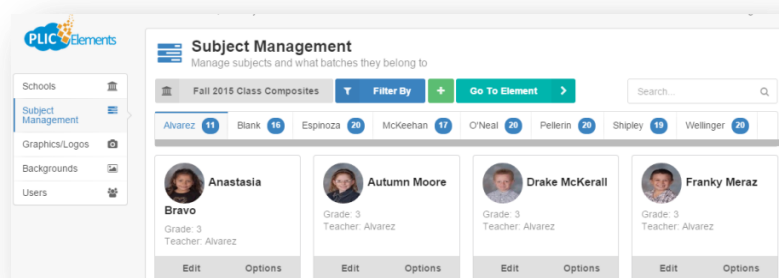 PLIC Elements
Subject Management
Manage subjects and what batches they belong to
Schools
Subject
Management
Graphics/Logos
Backgrounds
Users
Fall 2015 Class Composites
Filter By
+
Go To Element
Search...
Alvarez 11
Blank 16
Espinoza 20
McKeehan 17
O'Neal 20
Pellerin 20
Shipley 19
Wellinger 20
Anastasia
Bravo
Grade: 3
Teacher: Alvarez
Edit Options
Autumn Moore
Grade: 3
Teacher: Alvarez
Edit Options
Drake McKerall
Grade: 3
Teacher: Alvarez
Edit Options
Franky Meraz
Grade: 3
Teacher: Alvarez
Edit Options